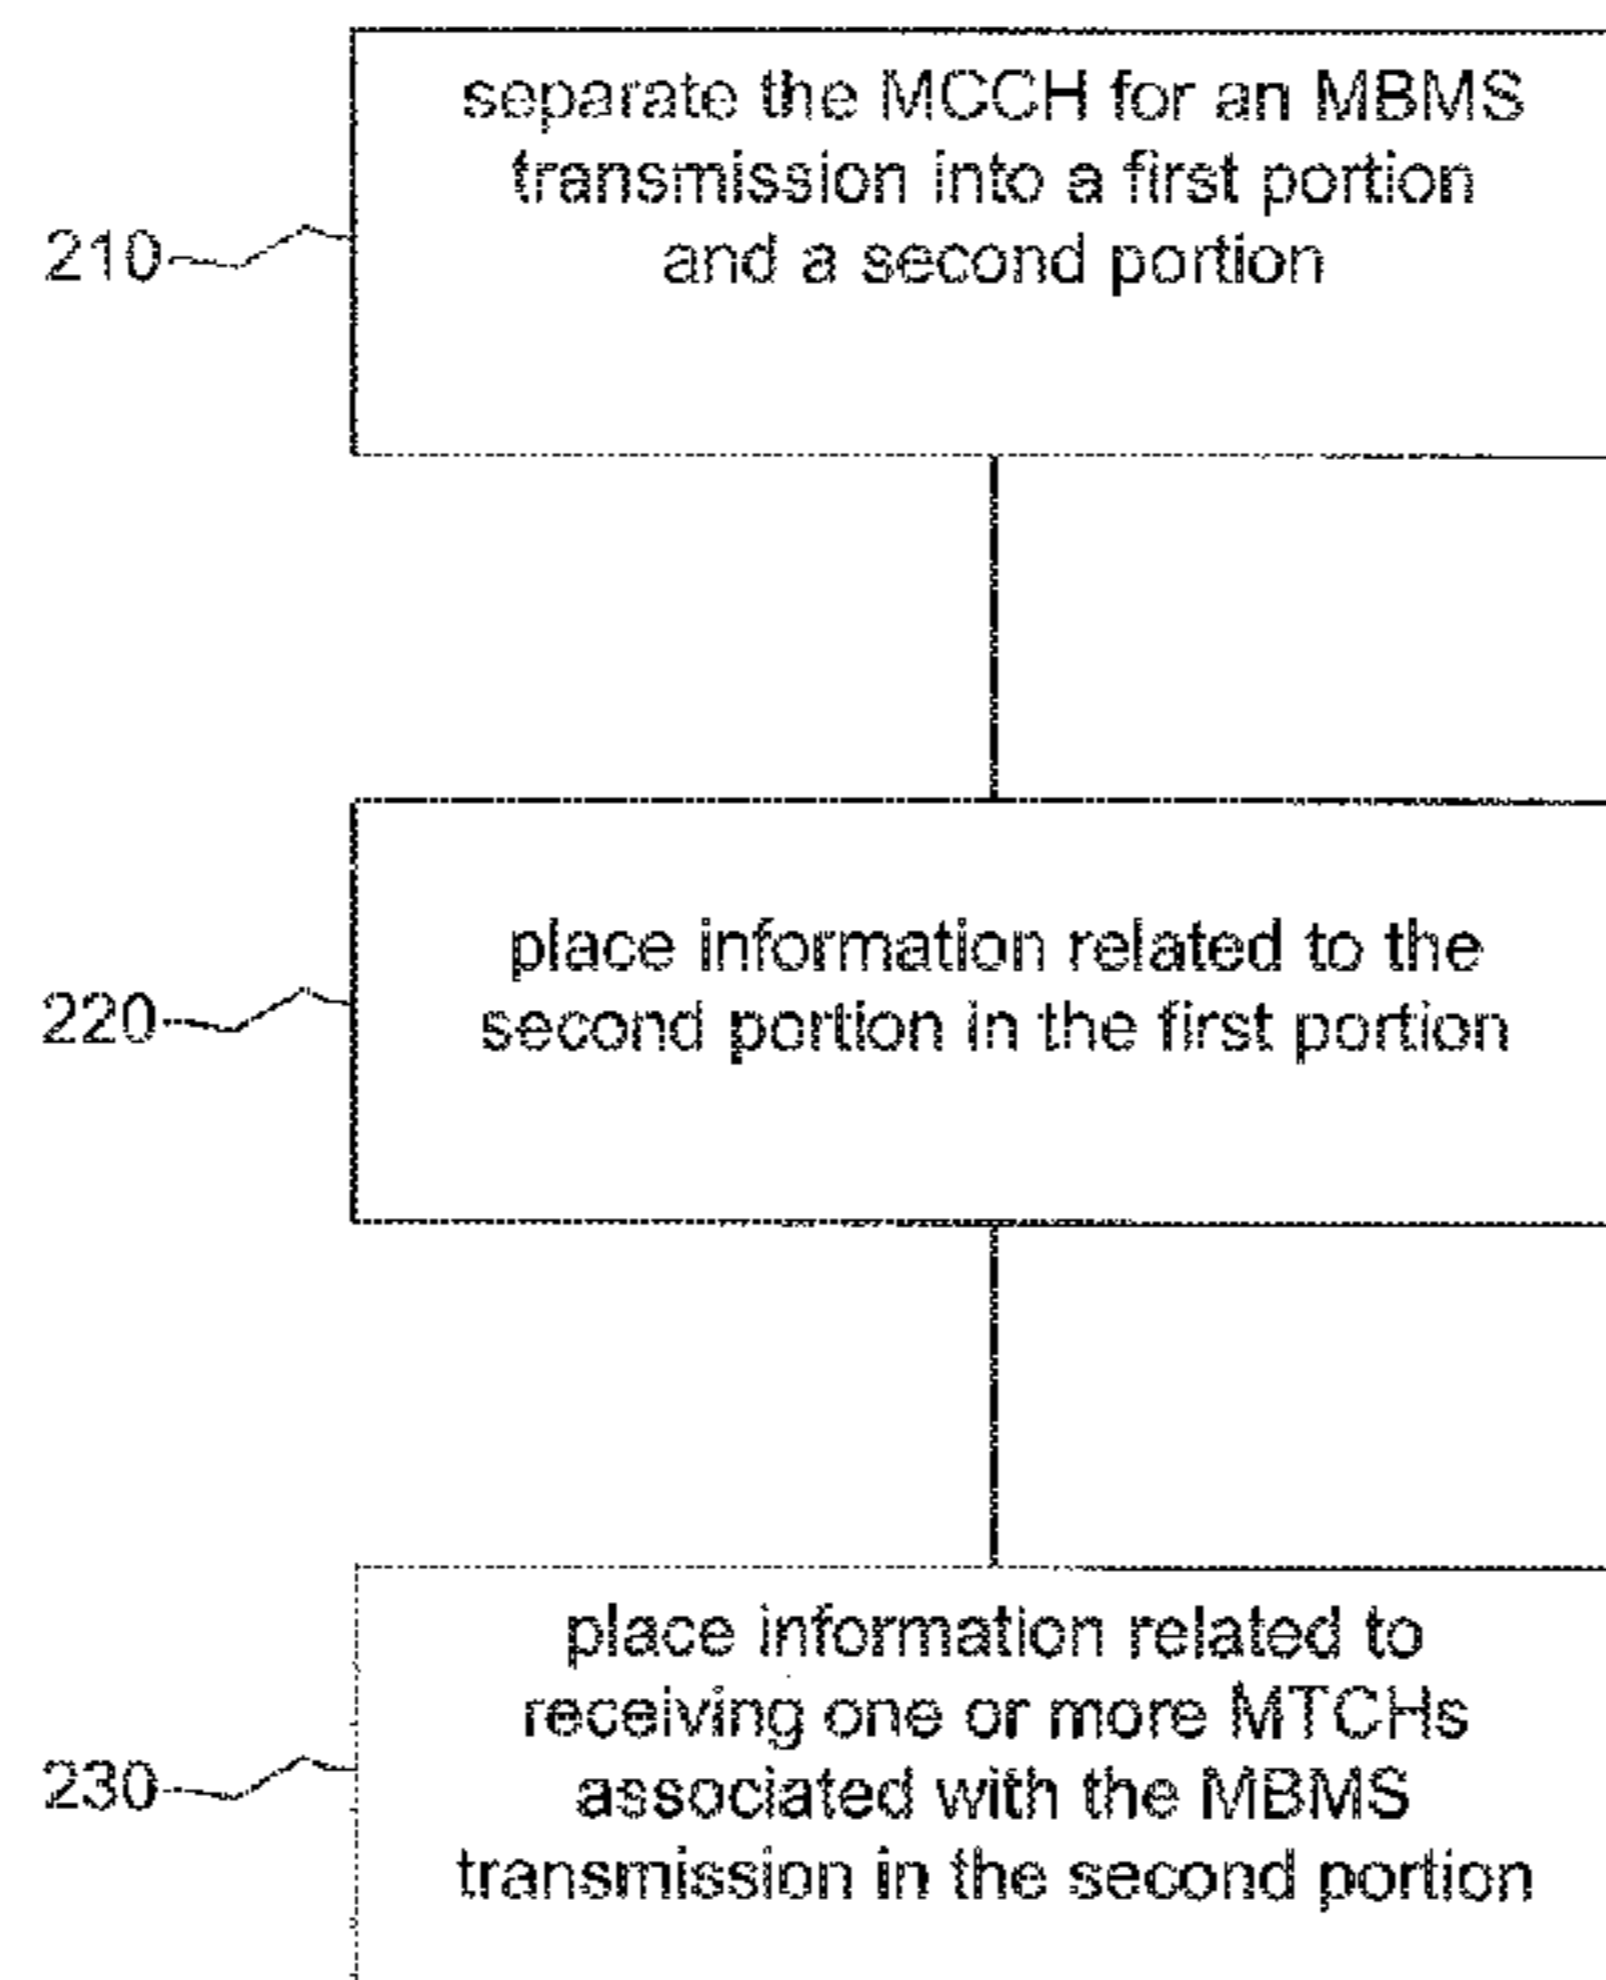 separate the MCCH for an MBMS
transmission into a first portion
210
and a second portion
place information related to the
220
second portion in the first portion
place information related to
receiving one or more MTCHs
230
associated with the MBMS
transmission in the second portion